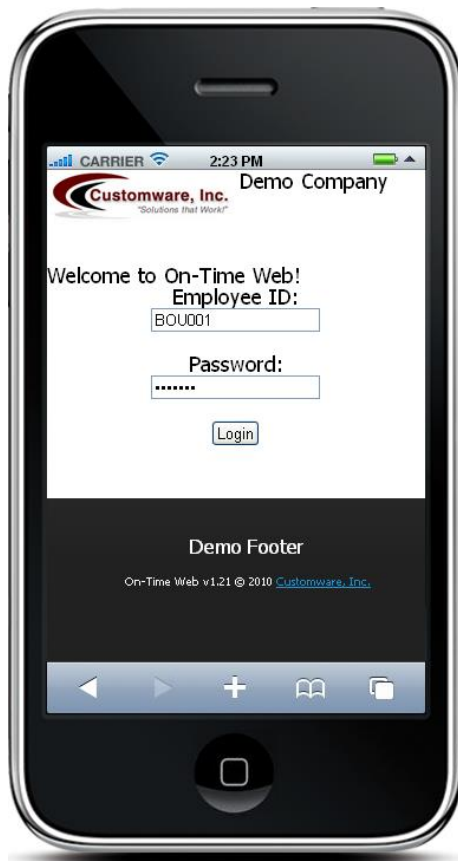 CARRIER 2:23 PM
Customware, Inc. Demo Company
"Solutions that Work!"
Welcome to On-Time Web!
Employee ID:
BOU001
Password:
•••••••
Login
Demo Footer
On-Time Web v1.21 © 2010 Customware, Inc.